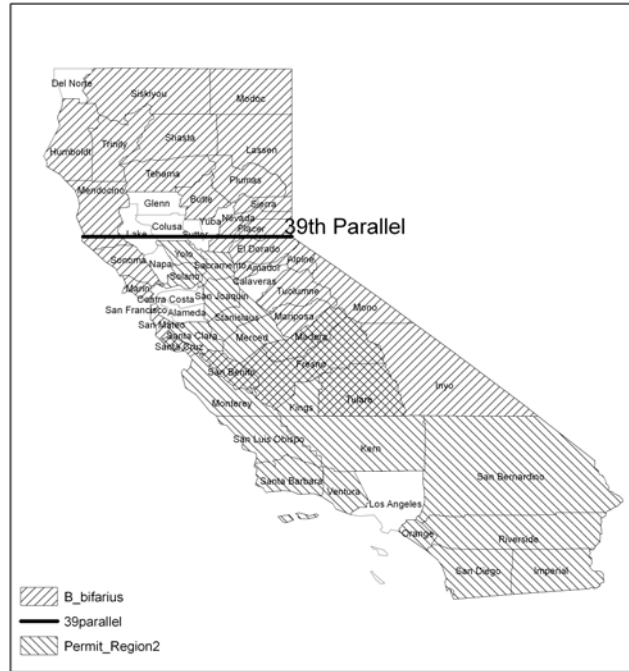 Del Norte
Siskiyou
Modoc
Humboldt
Trinity
Shasta
Lassen
Tehama
Plumas
Mendocino
Glenn
Butte
Sierra
Colusa
Yuba
Nevada
Placer
Lake
Sutter
39th Parallel
Sonoma
Napa
Yolo
El Dorado
Alpine
Solano
Sacramento
Amador
Marin
Calaveras
Contra Costa
San Joaquin
Tuolumne
Mono
San Francisco
Alameda
Stanislaus
Mariposa
San Mateo
Santa Clara
Merced
Madera
Santa Cruz
Fresno
San Benito
Inyo
Monterey
Kings
Tulare
San Luis Obispo
Kern
San Bernardino
Santa Barbara
Ventura
Los Angeles
Orange
Riverside
San Diego
Imperial
B_bifarius
39parallel
Permit_Region2